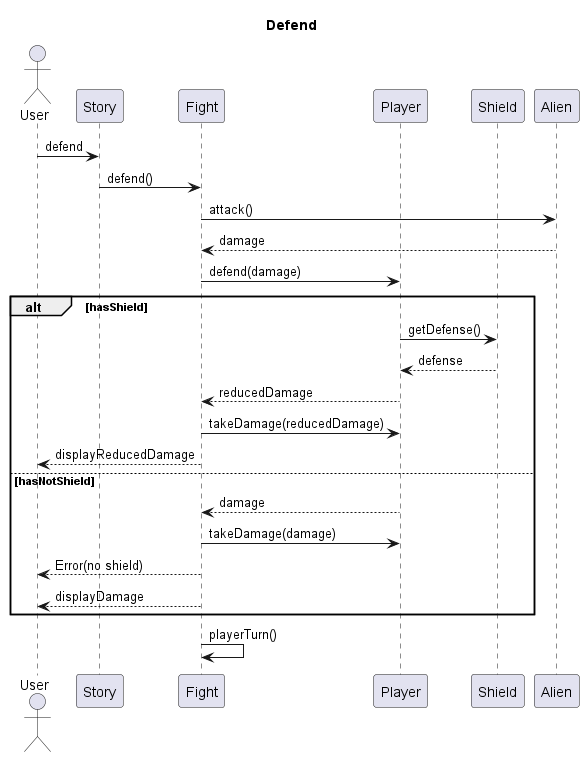 Defend
User
Story
Fight
Player
Shield
Alien
defend
defend()
attack()
damage
defend(damage)
alt [hasShield]
getDefense()
defense
reducedDamage
takeDamage(reducedDamage)
displayReducedDamage
[hasNotShield]
damage
takeDamage(damage)
Error(no shield)
displayDamage
playerTurn()
User
Story
Fight
Player
Shield
Alien